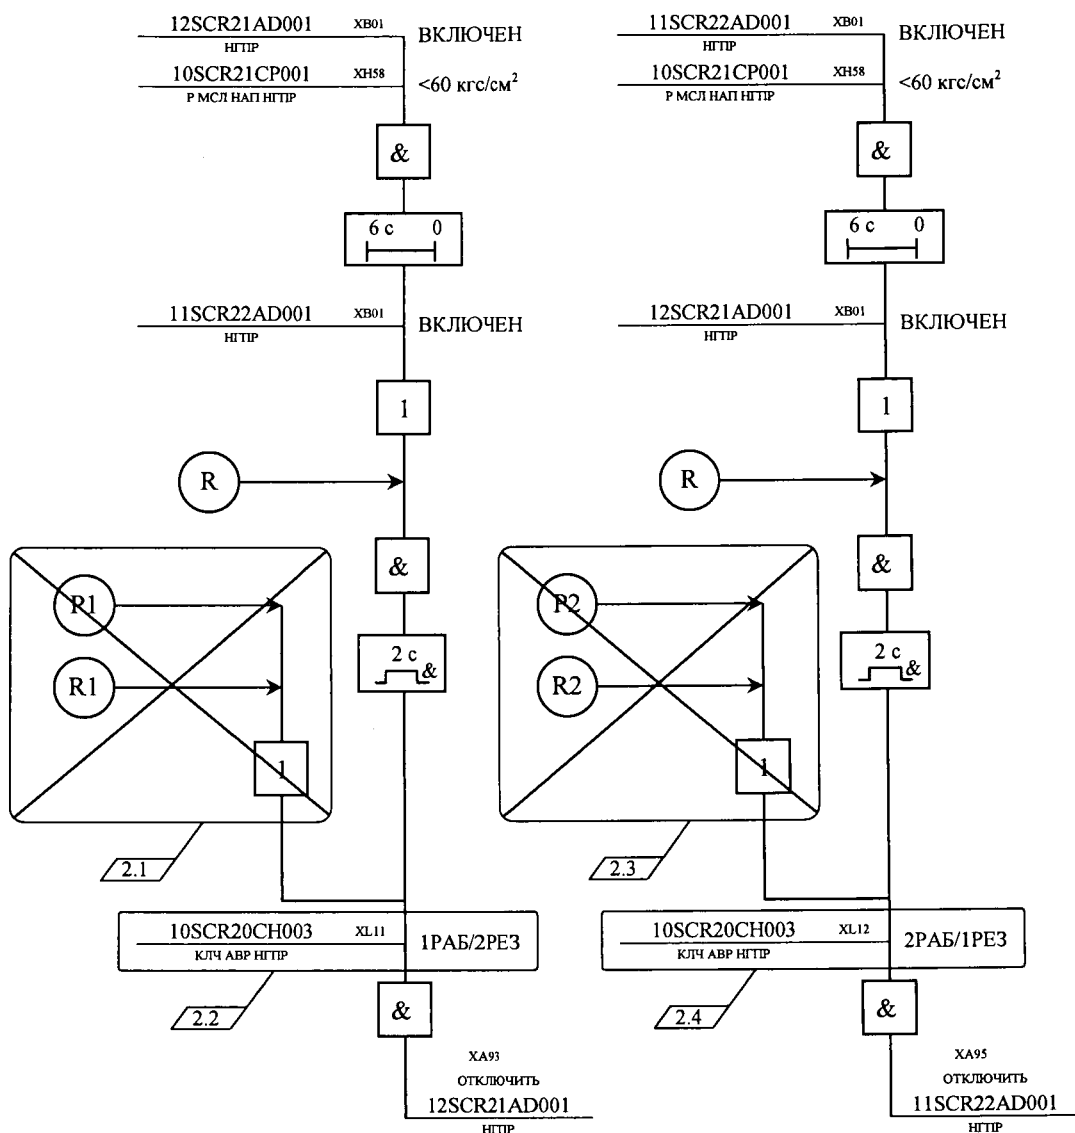 12SCR21AD001 XB01 ВКЛЮЧЕН
НГПР
10SCR21CP001 XH58 <60 кгс/см²
Р МСЛ НАП НГПР
&
6 с 0
11SCR22AD001 XB01 ВКЛЮЧЕН
НГПР
1
R
&
P1
2 с
&
R1
1
2.1
10SCR20CH003 XL11 1РАБ/2РЕЗ
КЛЧ АВР НГПР
2.2
&
XA93
ОТКЛЮЧИТЬ
12SCR21AD001
НГПР
11SCR22AD001 XB01 ВКЛЮЧЕН
НГПР
10SCR21CP001 XH58 <60 кгс/см²
Р МСЛ НАП НГПР
&
6 с 0
12SCR21AD001 XB01 ВКЛЮЧЕН
НГПР
1
R
&
P2
2 с
&
R2
1
2.3
10SCR20CH003 XL12 2РАБ/1РЕЗ
КЛЧ АВР НГПР
2.4
&
XA95
ОТКЛЮЧИТЬ
11SCR22AD001
НГПР